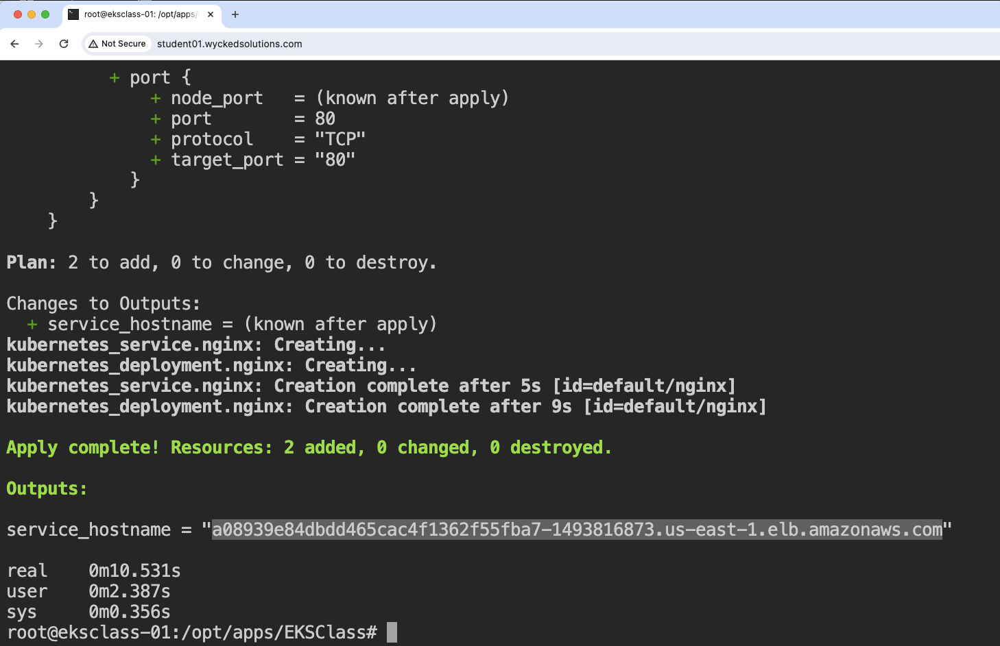 root@eksclass-01: /opt/apps/
Not Secure
student01.wyckedsolutions.com
+ port {
+ node_port = (known after apply)
+ port = 80
+ protocol = "TCP"
+ target_port = "80"
}
}
}
Plan: 2 to add, 0 to change, 0 to destroy.
Changes to Outputs:
+ service_hostname = (known after apply)
kubernetes_service.nginx: Creating...
kubernetes_deployment.nginx: Creating...
kubernetes_service.nginx: Creation complete after 5s [id=default/nginx]
kubernetes_deployment.nginx: Creation complete after 9s [id=default/nginx]
Apply complete! Resources: 2 added, 0 changed, 0 destroyed.
Outputs:
service_hostname = "a08939e84dbdd465cac4f1362f55fba7-1493816873.us-east-1.elb.amazonaws.com"
real 0m10.531s
user 0m2.387s
sys 0m0.356s
root@eksclass-01:/opt/apps/EKSClass#